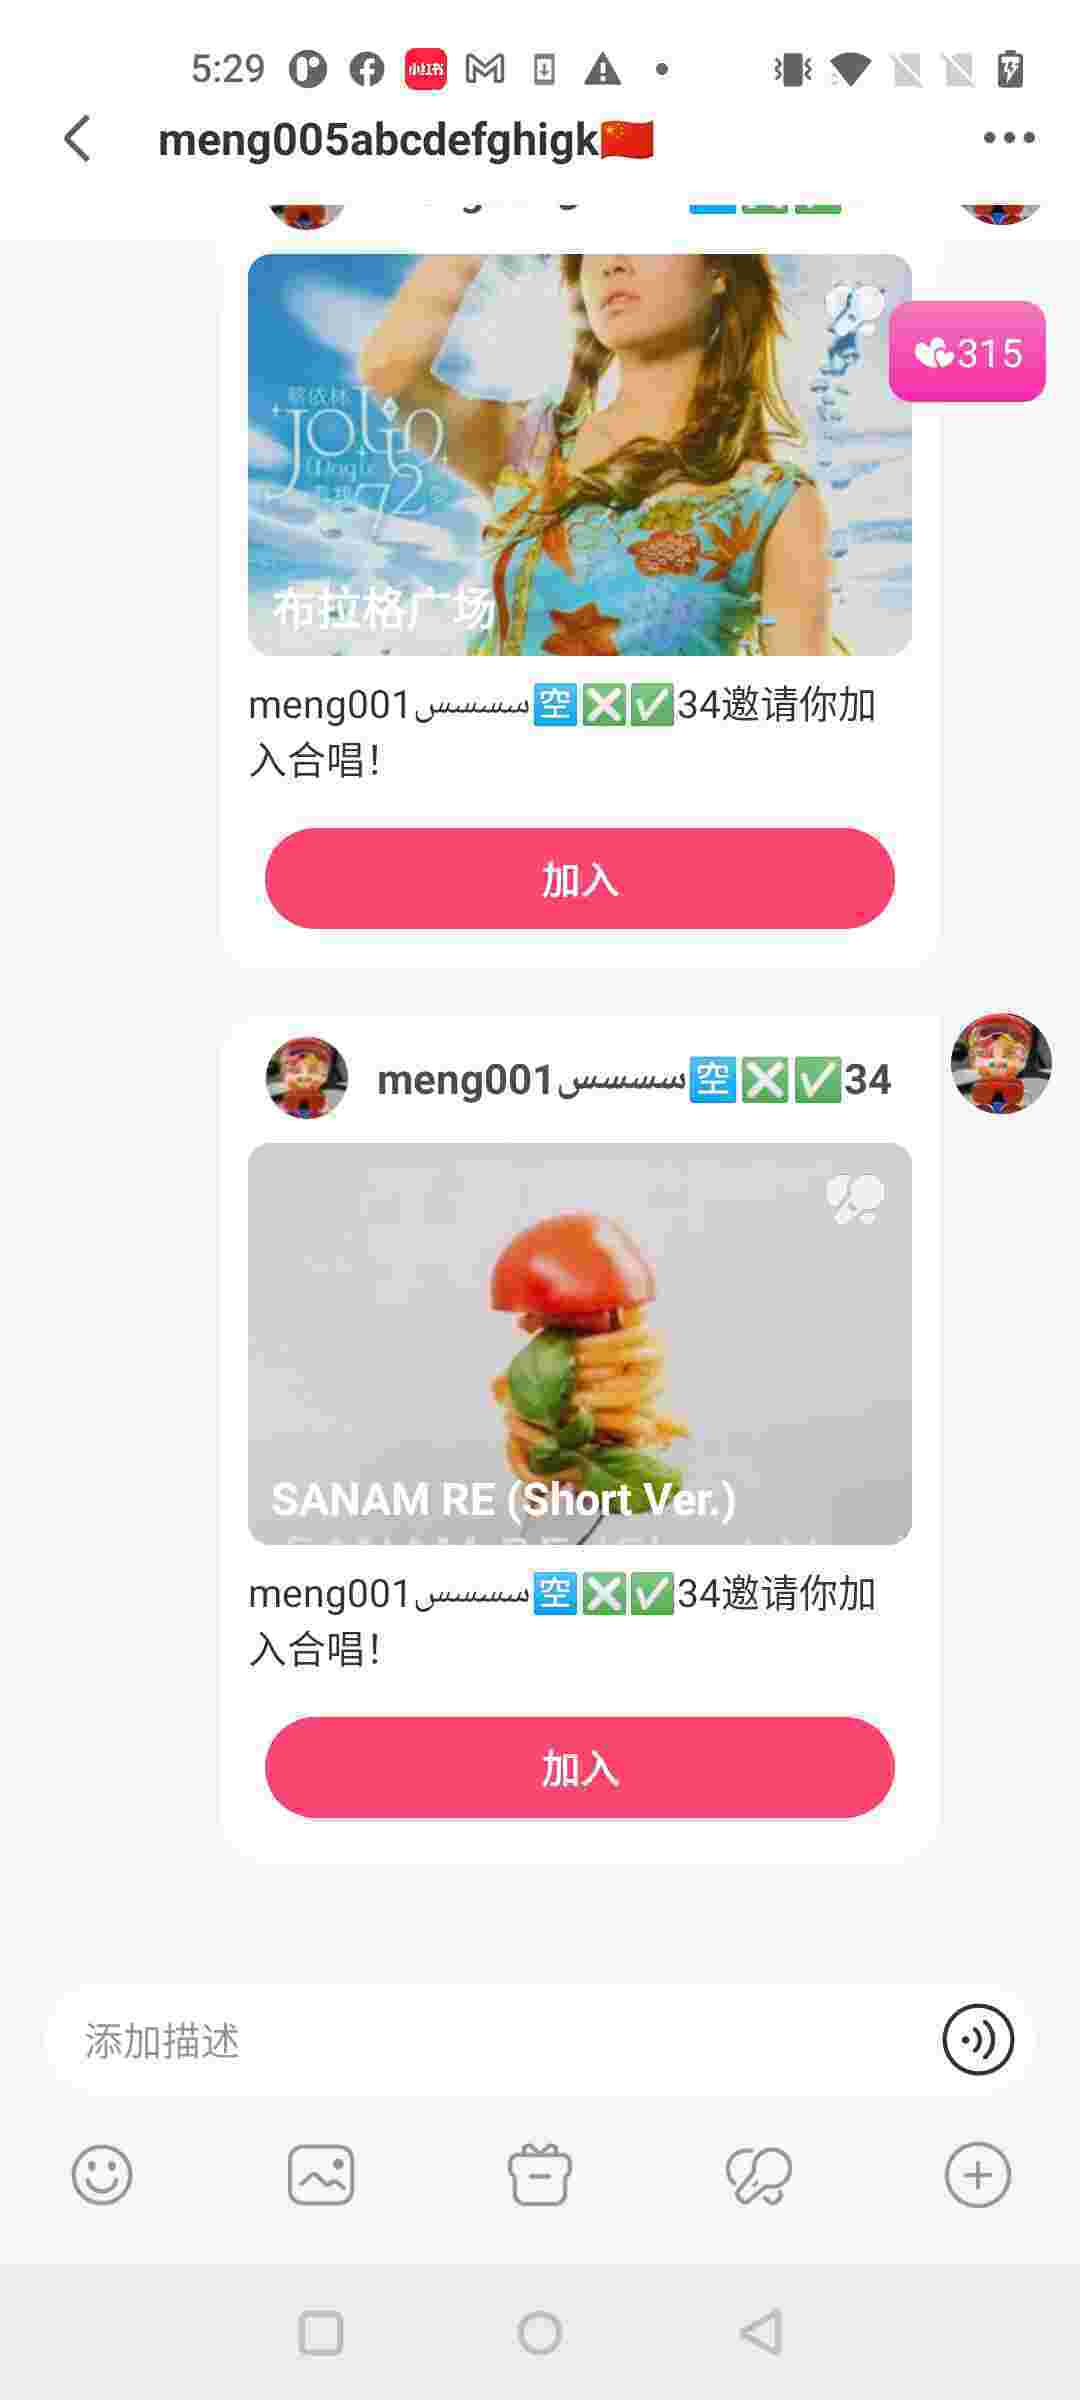 5:29
小红书
meng005abcdefghigk🇨🇳
315
蔡依林
Jolin
Magic
72
布拉格广场
meng001سسسس🈳❎✅34邀请你加
入合唱！
加入
meng001سسسس🈳❎✅34
SANAM RE (Short Ver.)
meng001سسسس🈳❎✅34邀请你加
入合唱！
加入
添加描述